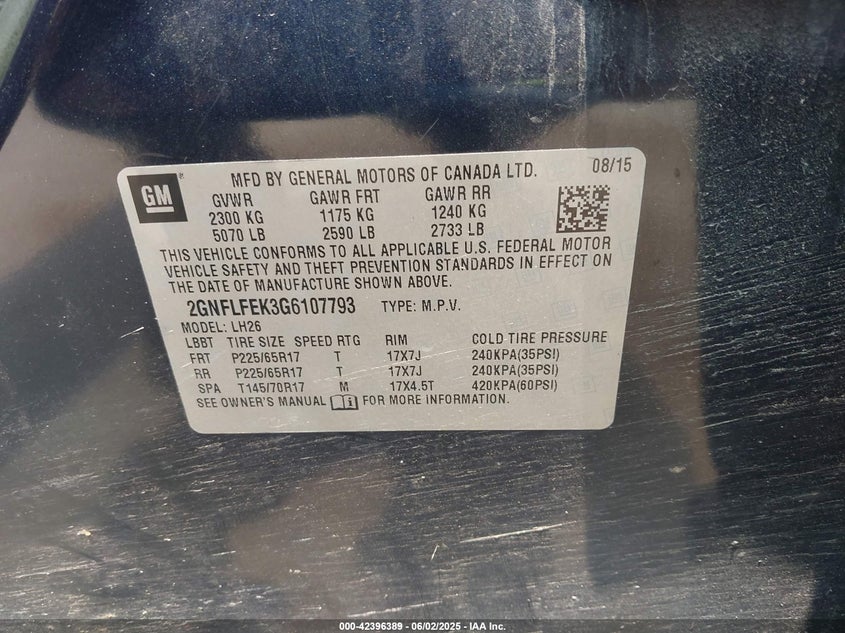 GM
MFD BY GENERAL MOTORS OF CANADA LTD. 08/15
GVWR GAWR FRT GAWR RR
2300 KG 1175 KG 1240 KG
5070 LB 2590 LB 2733 LB
THIS VEHICLE CONFORMS TO ALL APPLICABLE U.S. FEDERAL MOTOR
VEHICLE SAFETY AND THEFT PREVENTION STANDARDS IN EFFECT ON
THE DATE OF MANUFACTURE SHOWN ABOVE.
2GNFLFEK3G6107793 TYPE: M.P.V.
MODEL: LH26
LBBT TIRE SIZE SPEED RTG RIM COLD TIRE PRESSURE
FRT P225/65R17 T 17X7J 240KPA(35PSI)
RR P225/65R17 T 17X7J 240KPA(35PSI)
SPA T145/70R17 M 17X4.5T 420KPA(60PSI)
SEE OWNER'S MANUAL FOR MORE INFORMATION.
000-42396389 - 06/02/2025 - IAA Inc.